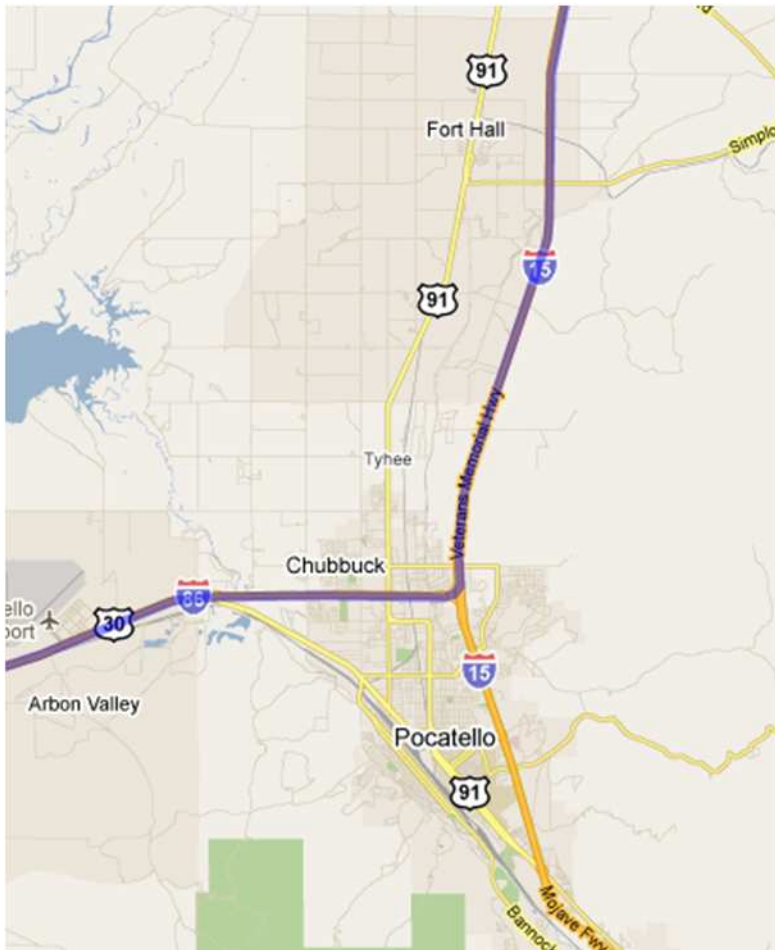 91
Fort Hall
Simplo
15
91
Veterans Memorial Hwy
Tyhee
Chubbuck
86
ello
port
30
15
Arbon Valley
Pocatello
91
Mojave Fwy
Bannock